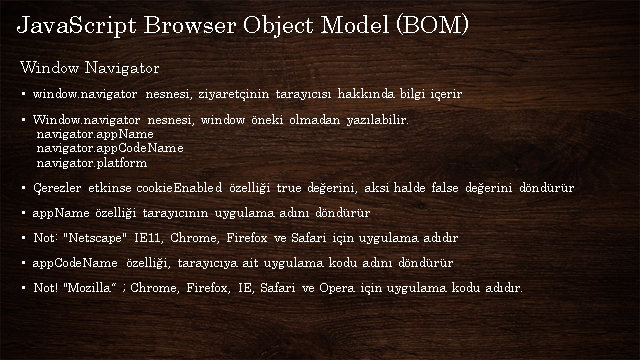 JavaScript Browser Object Model (BOM)
Window Navigator
• window.navigator nesnesi, ziyaretçinin tarayıcısı hakkında bilgi içerir
• Window.navigator nesnesi, window öneki olmadan yazılabilir.
navigator.appName
navigator.appCodeName
navigator.platform
• Çerezler etkinse cookieEnabled özelliği true değerini, aksi halde false değerini döndürür
• appName özelliği tarayıcının uygulama adını döndürür
• Not: "Netscape" IE11, Chrome, Firefox ve Safari için uygulama adıdır
• appCodeName özelliği, tarayıcıya ait uygulama kodu adını döndürür
• Not! "Mozilla“ ; Chrome, Firefox, IE, Safari ve Opera için uygulama kodu adıdır.